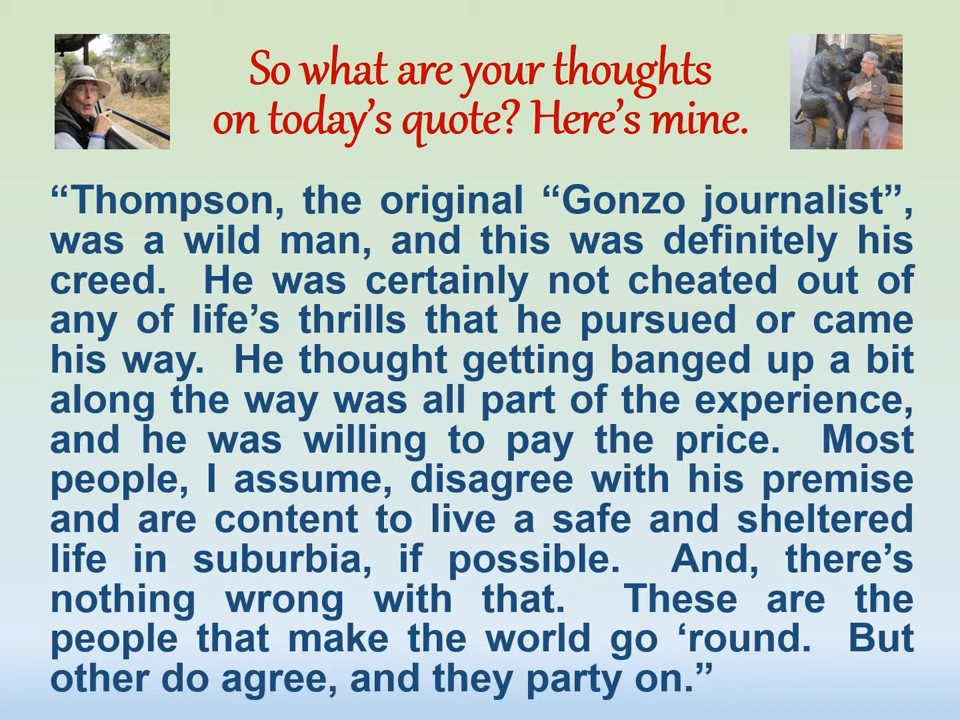 So what are your thoughts
on today’s quote? Here’s mine.
“Thompson, the original “Gonzo journalist”,
was a wild man, and this was definitely his
creed. He was certainly not cheated out of
any of life’s thrills that he pursued or came
his way. He thought getting banged up a bit
along the way was all part of the experience,
and he was willing to pay the price. Most
people, I assume, disagree with his premise
and are content to live a safe and sheltered
life in suburbia, if possible. And, there’s
nothing wrong with that. These are the
people that make the world go ‘round. But
other do agree, and they party on.”